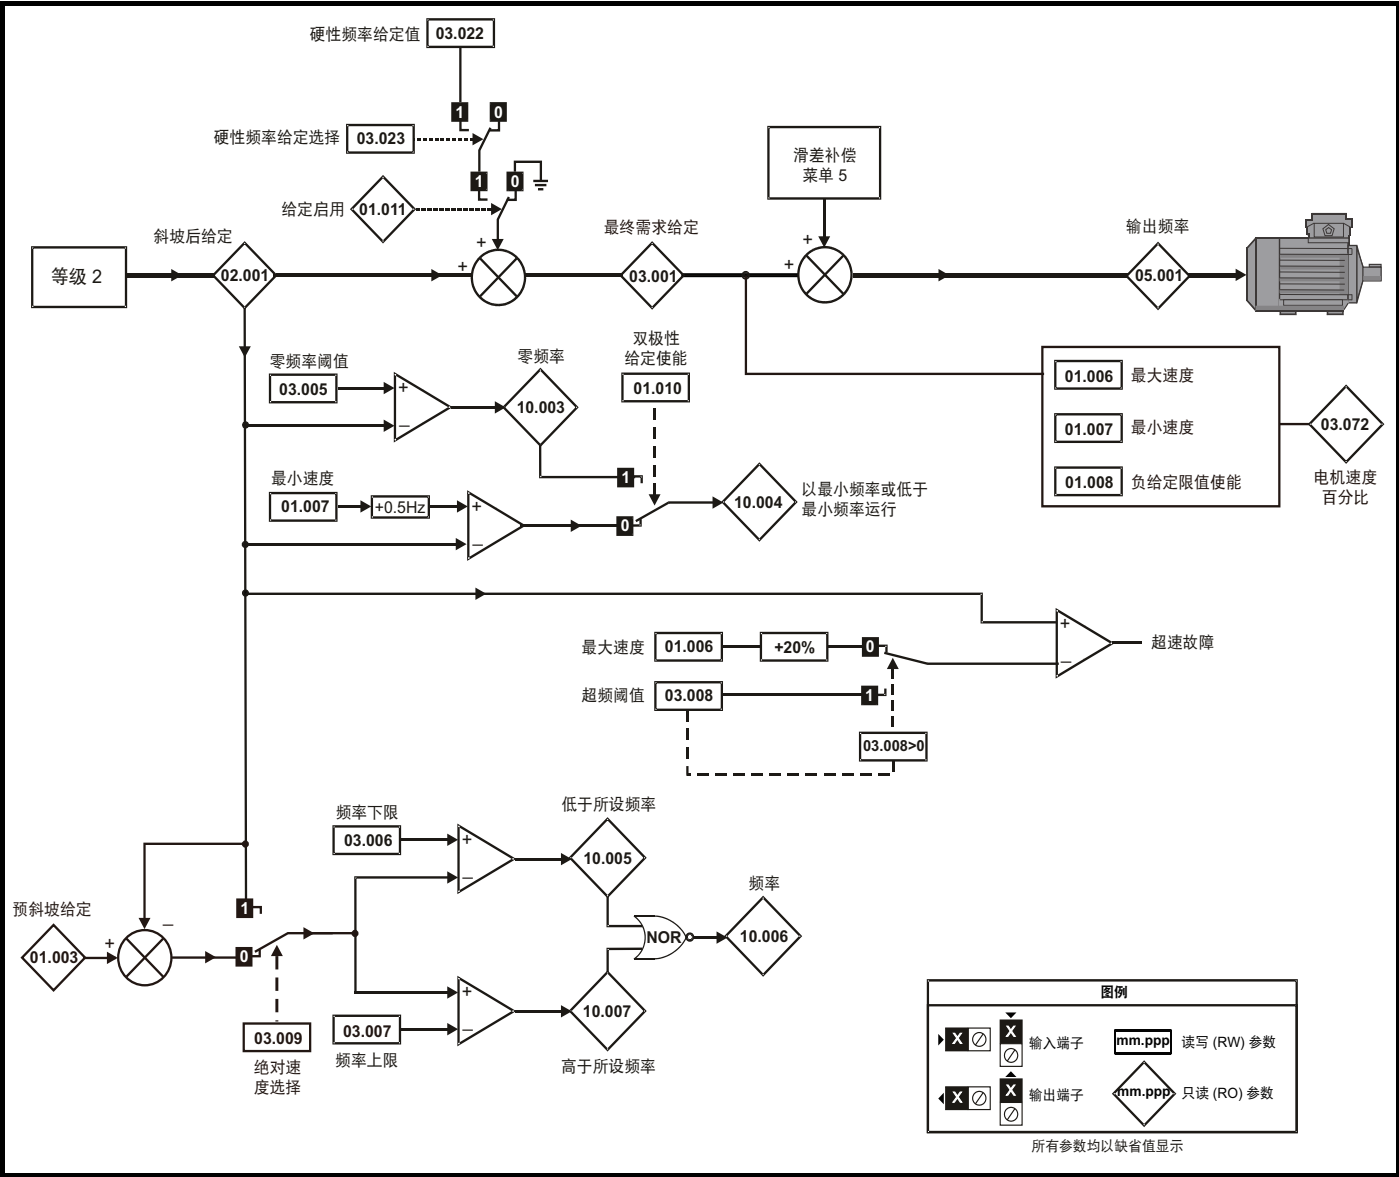 硬性频率给定值
03.022
1
0
硬性频率给定选择
03.023
1
0
给定启用
01.011
滑差补偿
菜单 5
斜坡后给定
+
+
最终需求给定
+
+
输出频率
等级 2
02.001
03.001
05.001
零频率阈值
03.005
+
–
零频率
10.003
双极性
给定使能
01.010
01.006
最大速度
01.007
最小速度
01.008
负给定限值使能
03.072
电机速度
百分比
最小速度
01.007
+0.5Hz
+
–
1
0
10.004
以最小频率或低于
最小频率运行
最大速度
01.006
+20%
0
+
–
超速故障
超频阈值
03.008
1
03.008>0
频率下限
03.006
+
–
低于所设频率
10.005
预斜坡给定
01.003
+
–
1
0
03.009
绝对速
度选择
NOR
频率
10.006
+
–
03.007
频率上限
10.007
高于所设频率
图例
X
X
输入端子
mm.ppp
读写 (RW) 参数
X
X
输出端子
mm.ppp
只读 (RO) 参数
所有参数均以缺省值显示